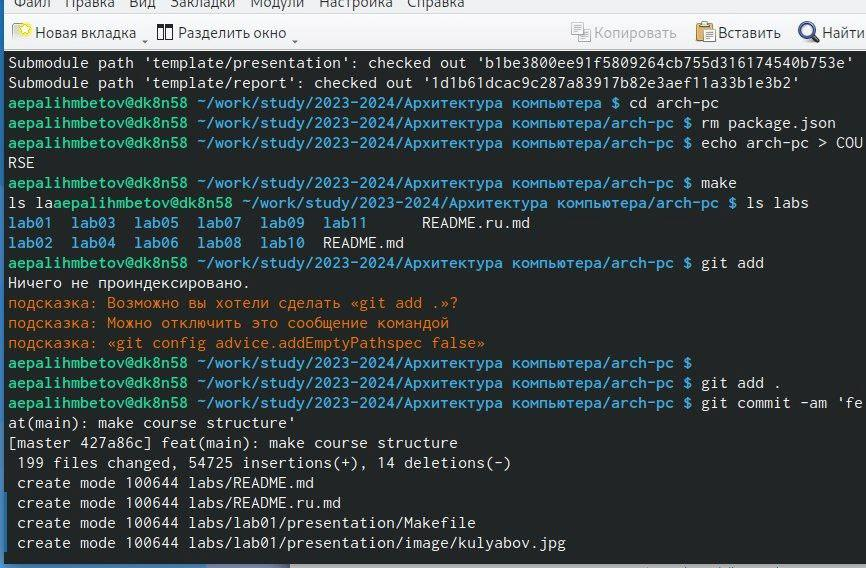 Файл Правка Вид Закладки Модули Настройка Справка
Новая вкладка Разделить окно Копировать Вставить Найти
Submodule path 'template/presentation': checked out 'b1be3800ee91f5809264cb755d316174540b753e'
Submodule path 'template/report': checked out '1d1b61dcac9c287a83917b82e3aef11a33b1e3b2'
aepalihmbetov@dk8n58 ~/work/study/2023-2024/Архитектура компьютера $ cd arch-pc
aepalihmbetov@dk8n58 ~/work/study/2023-2024/Архитектура компьютера/arch-pc $ rm package.json
aepalihmbetov@dk8n58 ~/work/study/2023-2024/Архитектура компьютера/arch-pc $ echo arch-pc > COU
RSE
aepalihmbetov@dk8n58 ~/work/study/2023-2024/Архитектура компьютера/arch-pc $ make
ls laaepalihmbetov@dk8n58 ~/work/study/2023-2024/Архитектура компьютера/arch-pc $ ls labs
lab01 lab03 lab05 lab07 lab09 lab11 README.ru.md
lab02 lab04 lab06 lab08 lab10 README.md
aepalihmbetov@dk8n58 ~/work/study/2023-2024/Архитектура компьютера/arch-pc $ git add
Ничего не проиндексировано.
подсказка: Возможно вы хотели сделать «git add .»?
подсказка: Можно отключить это сообщение командой
подсказка: «git config advice.addEmptyPathspec false»
aepalihmbetov@dk8n58 ~/work/study/2023-2024/Архитектура компьютера/arch-pc $
aepalihmbetov@dk8n58 ~/work/study/2023-2024/Архитектура компьютера/arch-pc $ git add .
aepalihmbetov@dk8n58 ~/work/study/2023-2024/Архитектура компьютера/arch-pc $ git commit -am 'fe
at(main): make course structure'
[master 427a86c] feat(main): make course structure
199 files changed, 54725 insertions(+), 14 deletions(-)
create mode 100644 labs/README.md
create mode 100644 labs/README.ru.md
create mode 100644 labs/lab01/presentation/Makefile
create mode 100644 labs/lab01/presentation/image/kulyabov.jpg